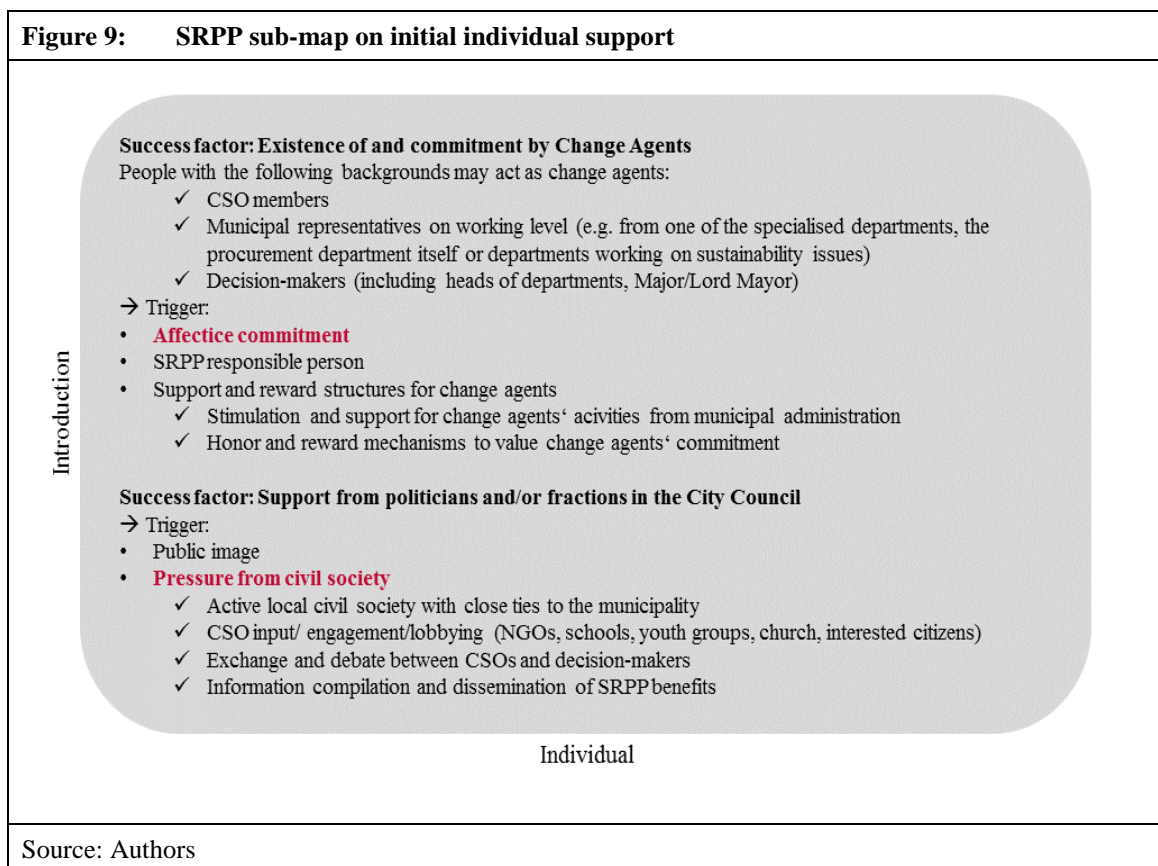 Figure 9: SRPP sub-map on initial individual support
Success factor: Existence of and commitment by Change Agents
People with the following backgrounds may act as change agents:
✓ CSO members
✓ Municipal representatives on working level (e.g. from one of the specialised departments, the
procurement department itself or departments working on sustainability issues)
✓ Decision-makers (including heads of departments, Major/Lord Mayor)
→ Trigger:
• Affectice commitment
• SRPP responsible person
• Support and reward structures for change agents
✓ Stimulation and support for change agents‘ acivities from municipal administration
✓ Honor and reward mechanisms to value change agents‘ commitment
Success factor: Support from politicians and/or fractions in the City Council
→ Trigger:
• Public image
• Pressure from civil society
✓ Active local civil society with close ties to the municipality
✓ CSO input/ engagement/lobbying (NGOs, schools, youth groups, church, interested citizens)
✓ Exchange and debate between CSOs and decision-makers
✓ Information compilation and dissemination of SRPP benefits
Introduction
Individual
Source: Authors